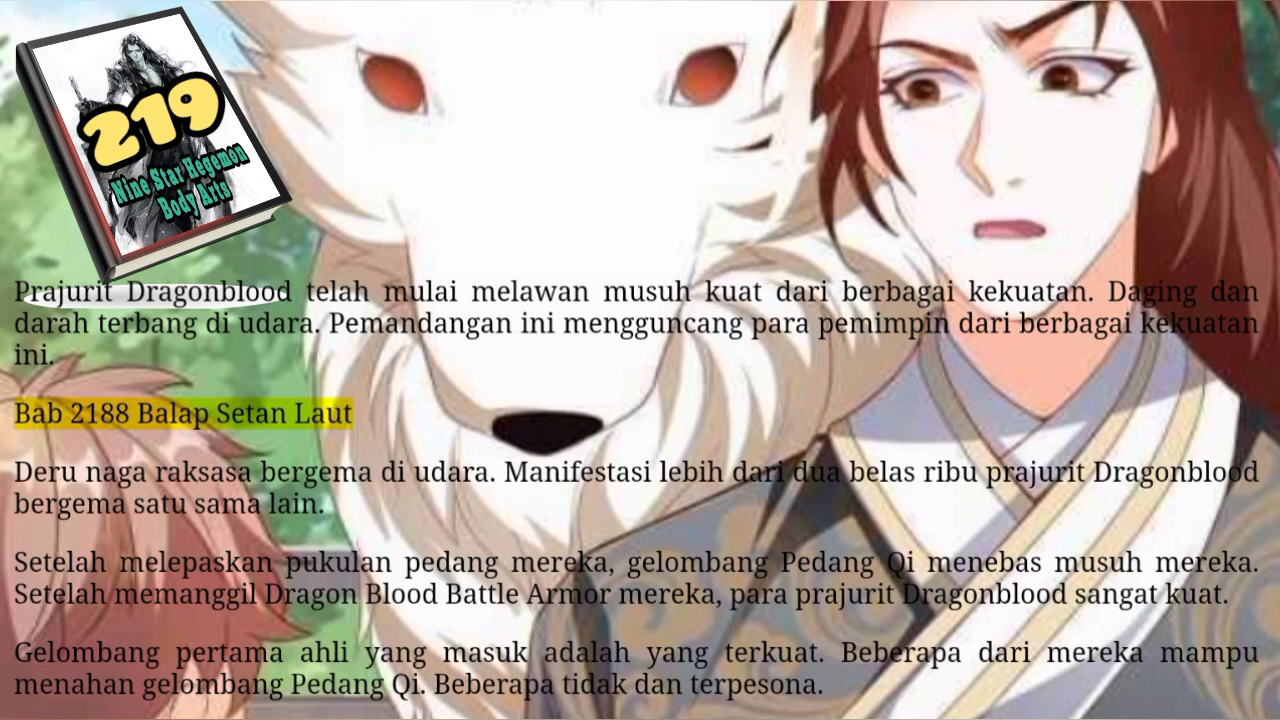 219
Nine Star Hegemon
Body Arts
Prajurit Dragonblood telah mulai melawan musuh kuat dari berbagai kekuatan. Daging dan
darah terbang di udara. Pemandangan ini mengguncang para pemimpin dari berbagai kekuatan
ini.
Bab 2188 Balap Setan Laut
Deru naga raksasa bergema di udara. Manifestasi lebih dari dua belas ribu prajurit Dragonblood
bergema satu sama lain.
Setelah melepaskan pukulan pedang mereka, gelombang Pedang Qi menebas musuh mereka.
Setelah memanggil Dragon Blood Battle Armor mereka, para prajurit Dragonblood sangat kuat.
Gelombang pertama ahli yang masuk adalah yang terkuat. Beberapa dari mereka mampu
menahan gelombang Pedang Qi. Beberapa tidak dan terpesona.